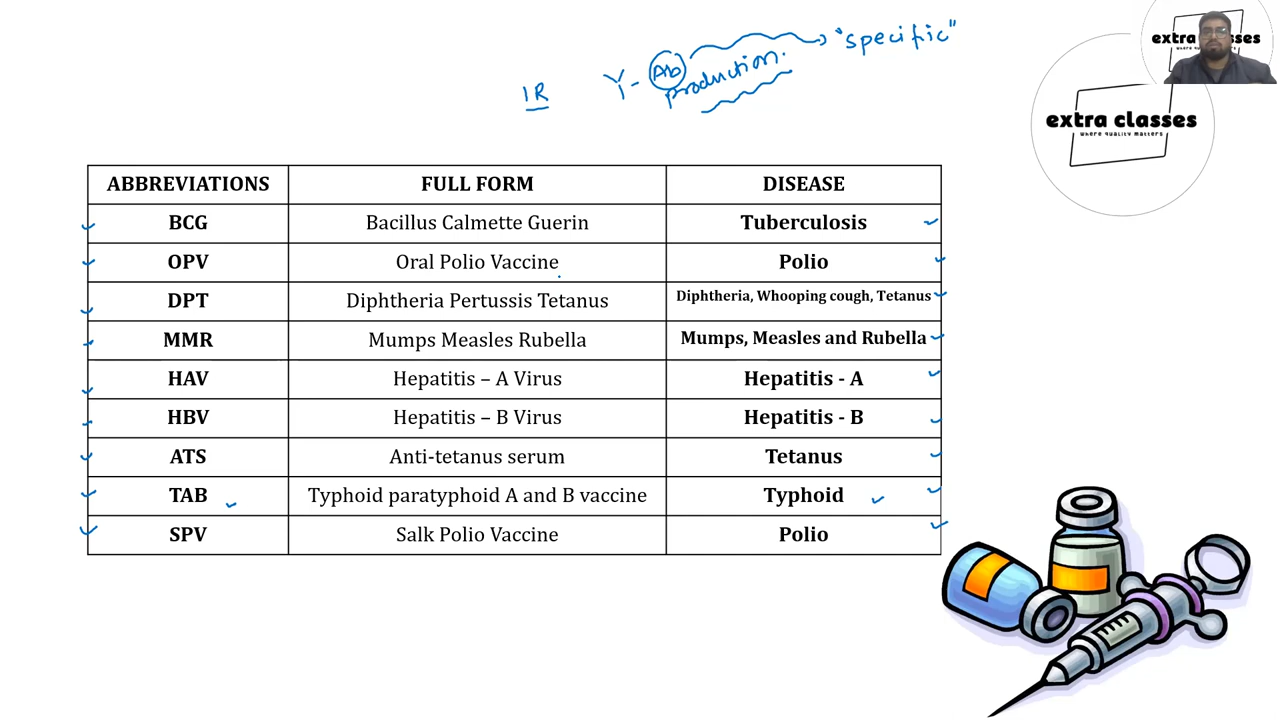 "specific"
IR Y- Ab production.
extra classes
where quality matters
ABBREVIATIONS FULL FORM DISEASE
BCG Bacillus Calmette Guerin Tuberculosis
OPV Oral Polio Vaccine Polio
DPT Diphtheria Pertussis Tetanus Diphtheria, Whooping cough, Tetanus
MMR Mumps Measles Rubella Mumps, Measles and Rubella
HAV Hepatitis – A Virus Hepatitis - A
HBV Hepatitis – B Virus Hepatitis - B
ATS Anti-tetanus serum Tetanus
TAB Typhoid paratyphoid A and B vaccine Typhoid
SPV Salk Polio Vaccine Polio